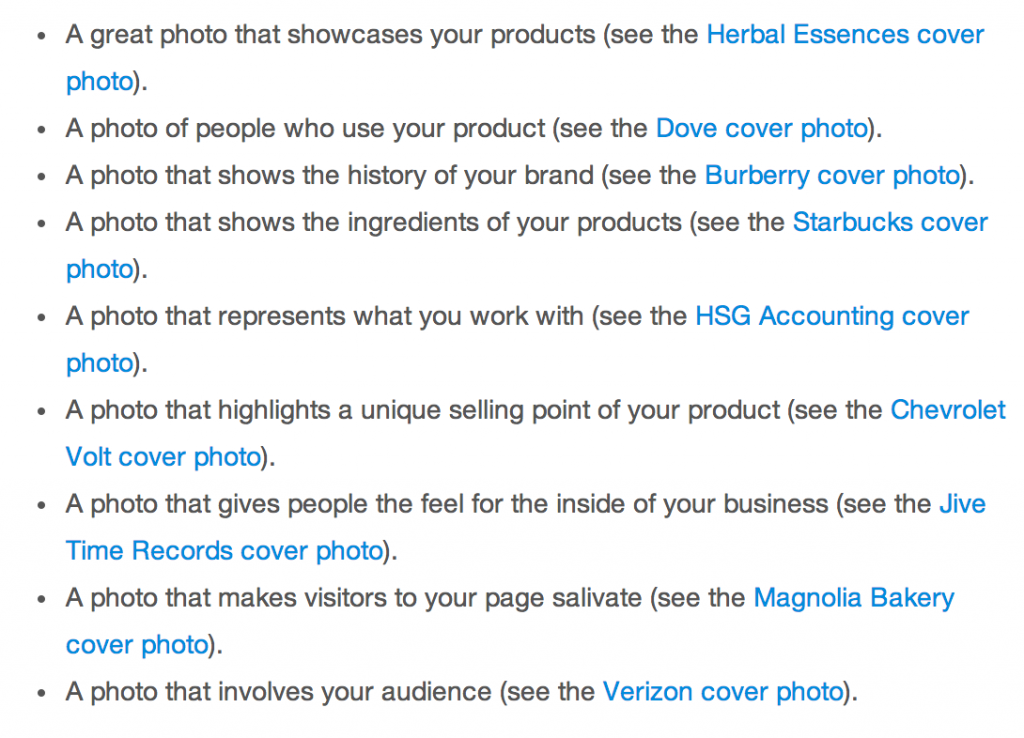 • A great photo that showcases your products (see the Herbal Essences cover
photo).
• A photo of people who use your product (see the Dove cover photo).
• A photo that shows the history of your brand (see the Burberry cover photo).
• A photo that shows the ingredients of your products (see the Starbucks cover
photo).
• A photo that represents what you work with (see the HSG Accounting cover
photo).
• A photo that highlights a unique selling point of your product (see the Chevrolet
Volt cover photo).
• A photo that gives people the feel for the inside of your business (see the Jive
Time Records cover photo).
• A photo that makes visitors to your page salivate (see the Magnolia Bakery
cover photo).
• A photo that involves your audience (see the Verizon cover photo).